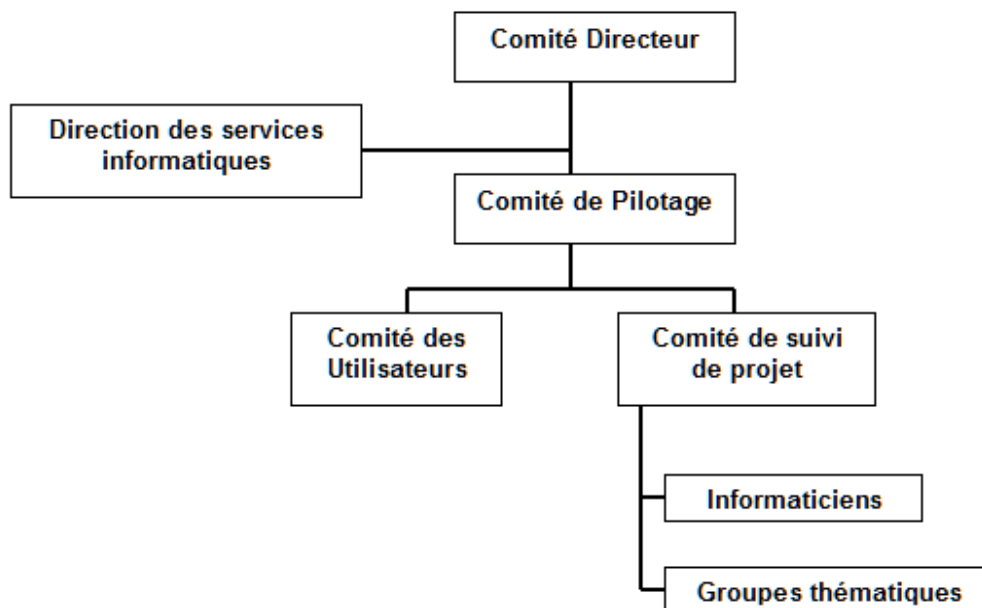 Comité Directeur
Direction des services
informatiques
Comité de Pilotage
Comité des
Utilisateurs
Comité de suivi
de projet
Informaticiens
Groupes thématiques